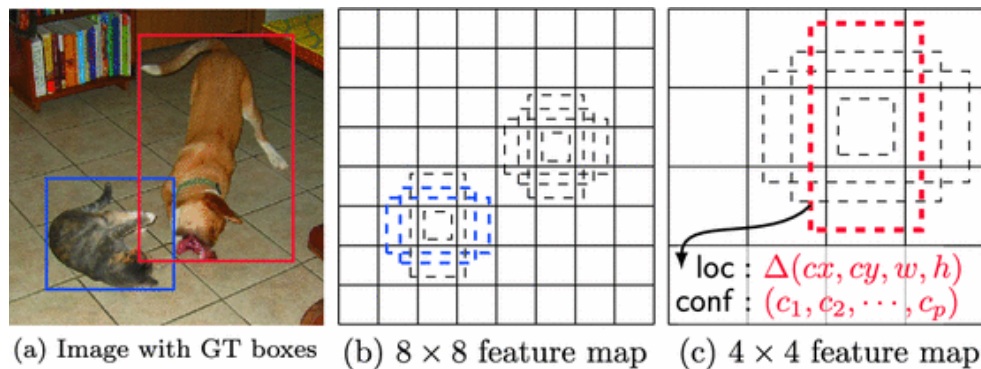 loc : Δ(cx, cy, w, h)
conf : (c₁, c₂, ⋯, cₚ)
(a) Image with GT boxes
(b) 8 × 8 feature map
(c) 4 × 4 feature map